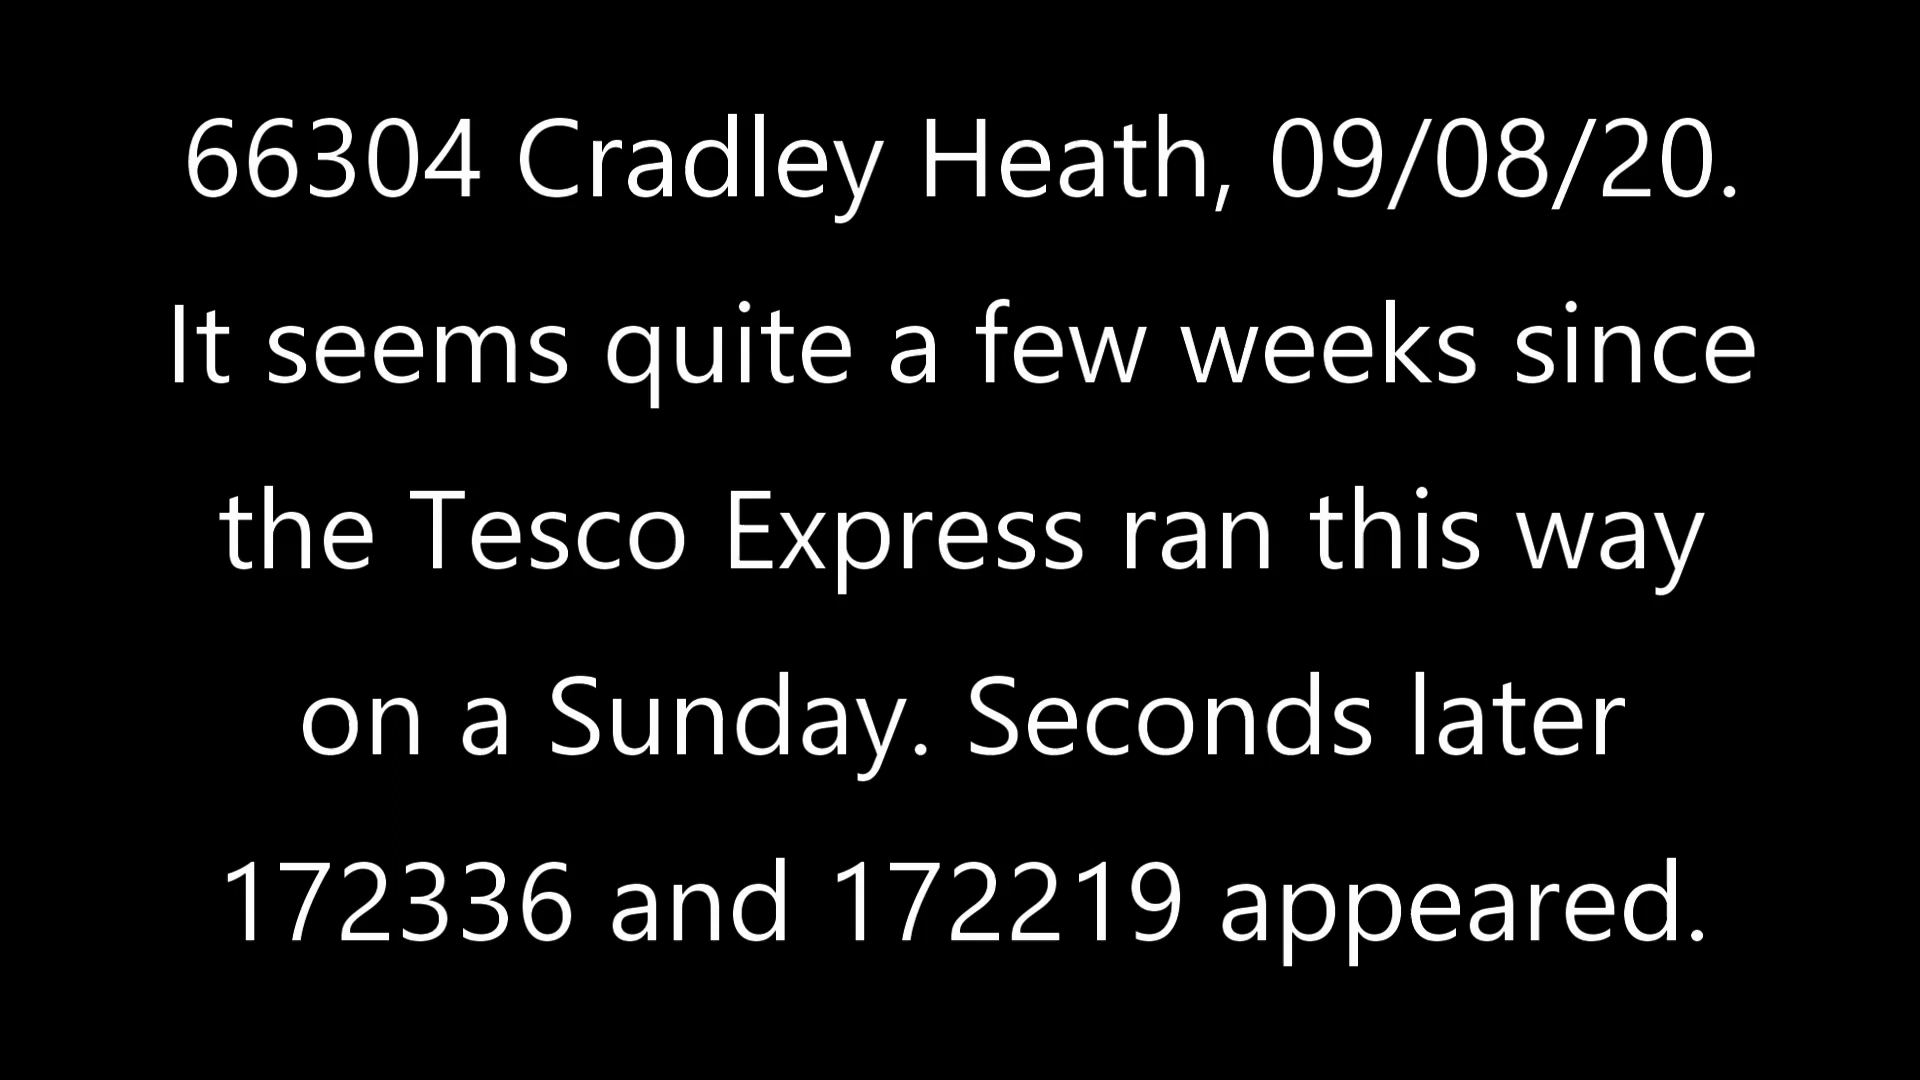 66304 Cradley Heath, 09/08/20.
It seems quite a few weeks since
the Tesco Express ran this way
on a Sunday. Seconds later
172336 and 172219 appeared.